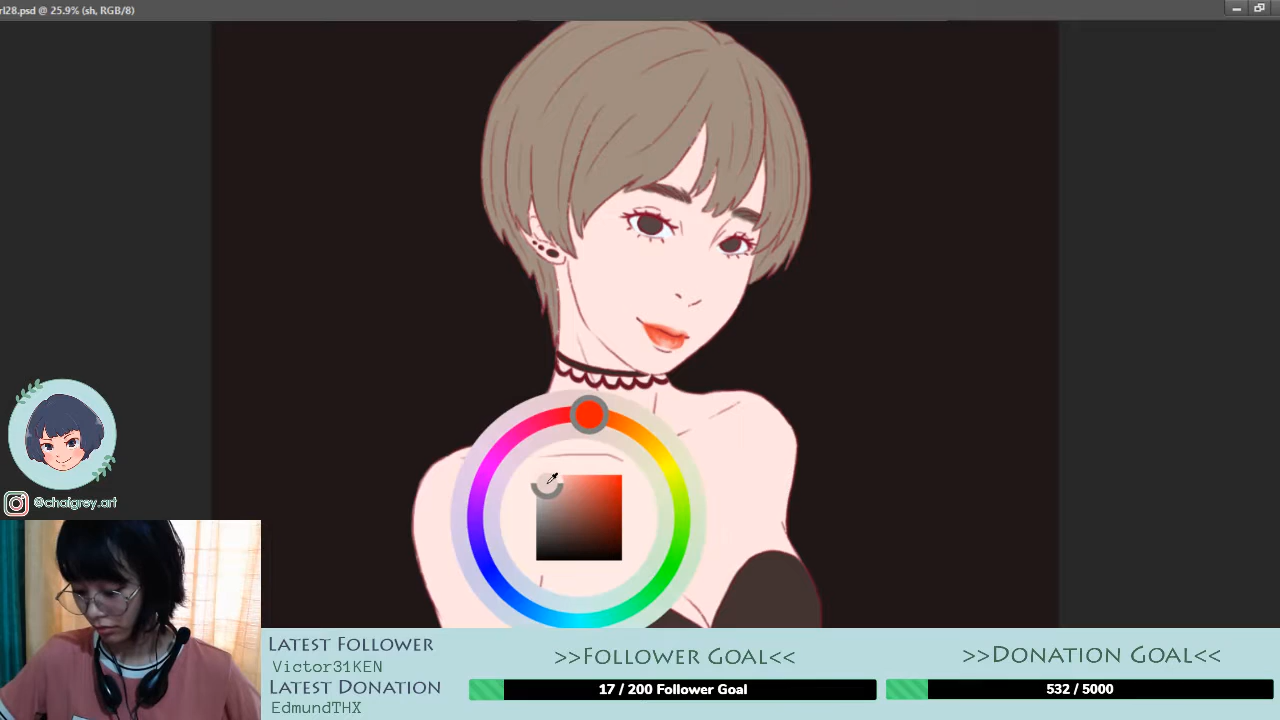 rl28.psd @ 25.9% (sh, RGB/8)
@chaigrey.art
LATEST FOLLOWER
Victor31KEN
LATEST DONATION
EdmundTHX
>>FOLLOWER GOAL<<
17 / 200 Follower Goal
>>DONATION GOAL<<
532 / 5000